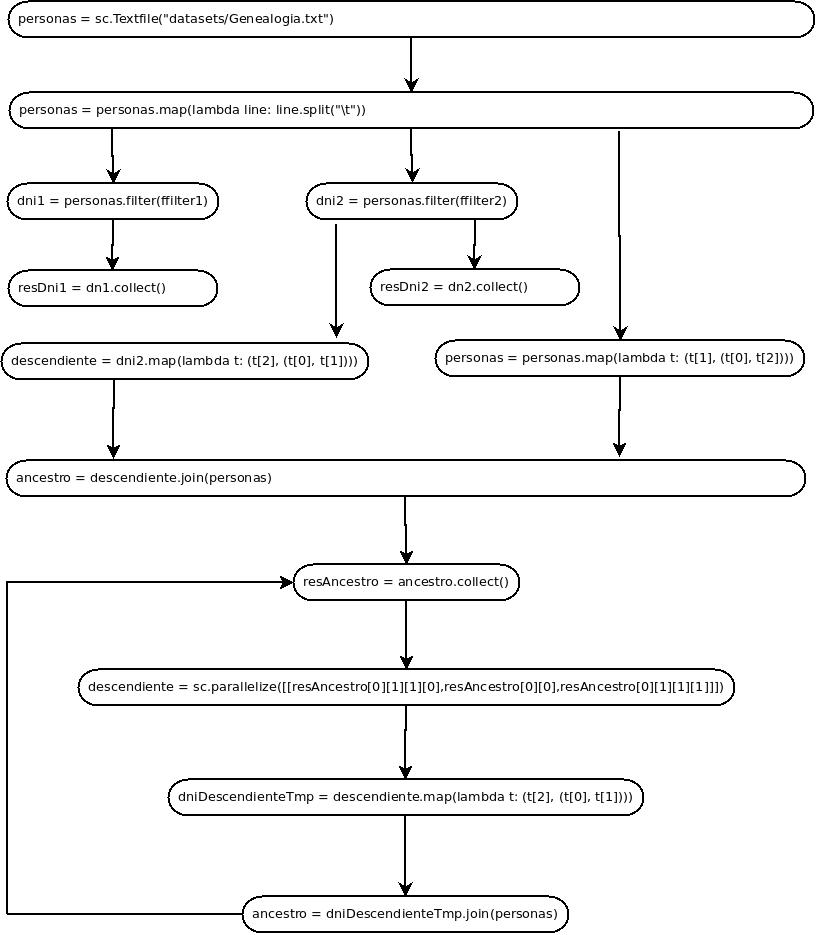 personas = sc.Textfile("datasets/Genealogia.txt")
personas = personas.map(lambda line: line.split("\t"))
dni1 = personas.filter(ffilter1)
dni2 = personas.filter(ffilter2)
resDni1 = dn1.collect()
resDni2 = dn2.collect()
descendiente = dni2.map(lambda t: (t[2], (t[0], t[1])))
personas = personas.map(lambda t: (t[1], (t[0], t[2])))
ancestro = descendiente.join(personas)
resAncestro = ancestro.collect()
descendiente = sc.parallelize([[resAncestro[0][1][1][0],resAncestro[0][0],resAncestro[0][1][1][1]]])
dniDescendienteTmp = descendiente.map(lambda t: (t[2], (t[0], t[1])))
ancestro = dniDescendienteTmp.join(personas)